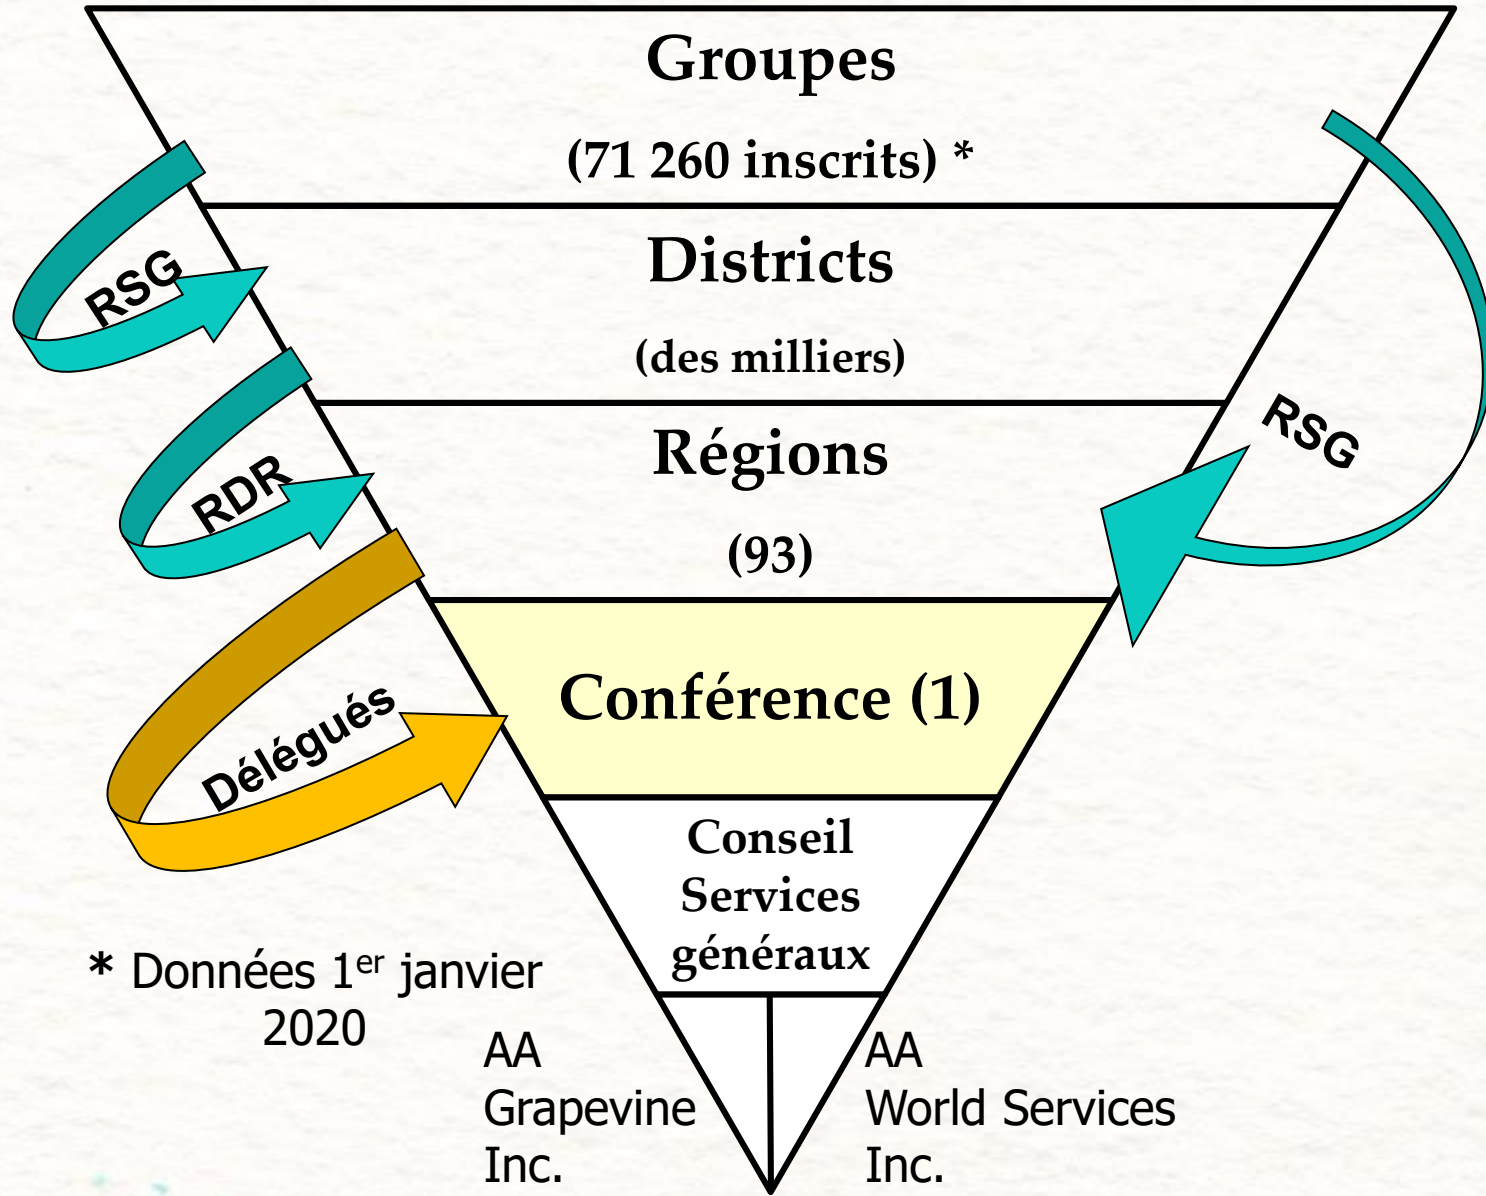 Groupes
(71 260 inscrits) *
RSG
Districts
(des milliers)
RDR
Régions
(93)
RSG
Délégués
Conférence (1)
Conseil
Services
généraux
* Données 1er janvier
2020
AA
Grapevine
Inc.
AA
World Services
Inc.